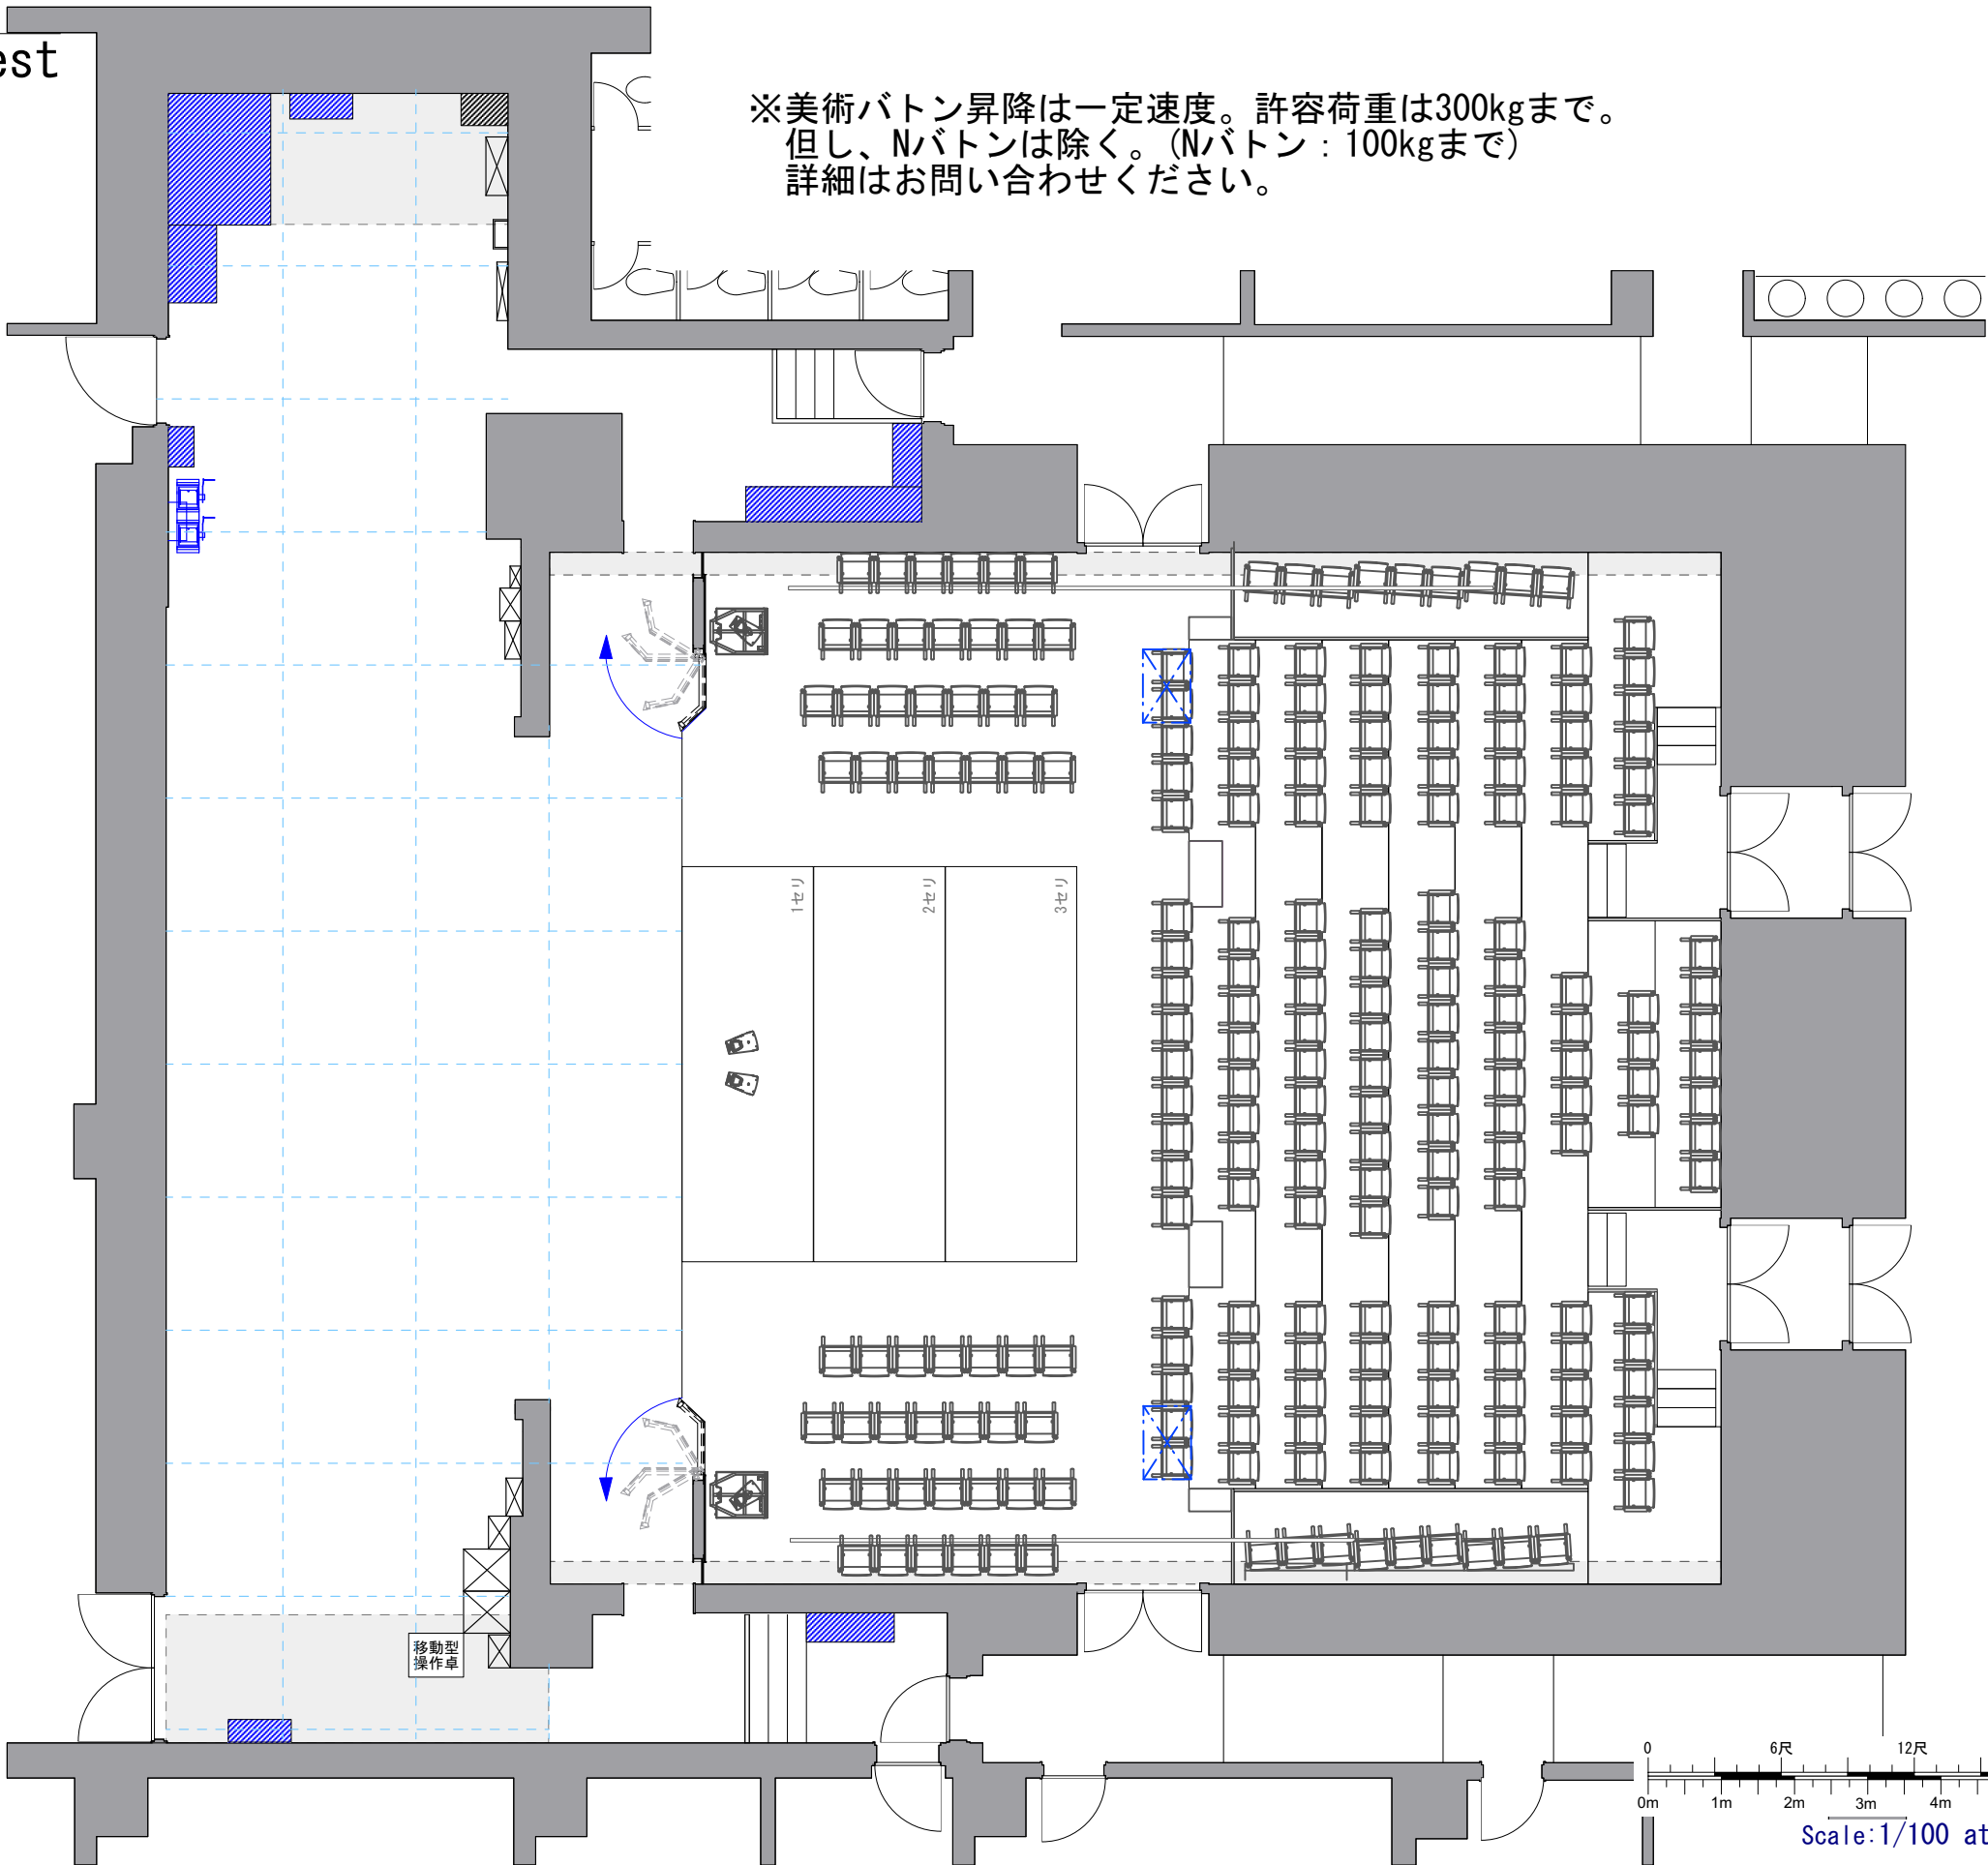 est
※美術バトン昇降は一定速度。許容荷重は300kgまで。
但し、Nバトンは除く。(Nバトン：100kgまで)
詳細はお問い合わせください。
1セリ
2セリ
3セリ
移動型
操作卓
0 6尺 12尺
0m 1m 2m 3m 4m
Scale:1/100 at